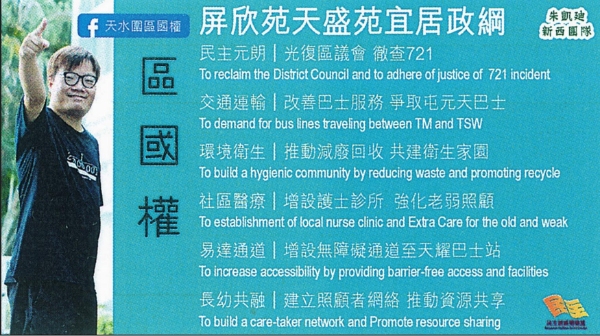 天水圍區國權
屏欣苑天盛苑宜居政綱
朱凱廸
新西團隊
區國權
民主元朗｜光復區議會 徹查721
To reclaim the District Council and to adhere of justice of 721 incident
交通運輸｜改善巴士服務 爭取屯元天巴士
To demand for bus lines traveling between TM and TSW
環境衛生｜推動減廢回收 共建衛生家園
To build a hygienic community by reducing waste and promoting recycle
社區醫療｜增設護士診所 強化老弱照顧
To establishment of local nurse clinic and Extra Care for the old and weak
易達通道｜增設無障礙通道至天耀巴士站
To increase accessibility by providing barrier-free access and facilities
長幼共融｜建立照顧者網絡 推動資源共享
To build a care-taker network and Promote resource sharing